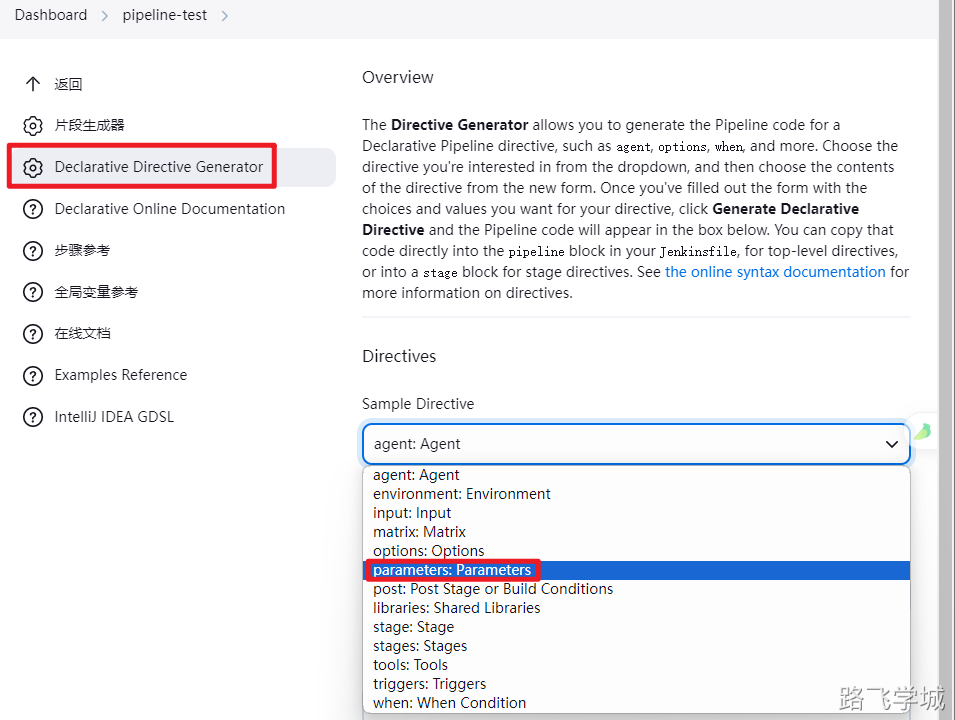 Dashboard > pipeline-test >
返回
片段生成器
Declarative Directive Generator
Declarative Online Documentation
步骤参考
全局变量参考
在线文档
Examples Reference
IntelliJ IDEA GDSL
Overview
The Directive Generator allows you to generate the Pipeline code for a
Declarative Pipeline directive, such as agent, options, when, and more. Choose the
directive you're interested in from the dropdown, and then choose the contents
of the directive from the new form. Once you've filled out the form with the
choices and values you want for your directive, click Generate Declarative
Directive and the Pipeline code will appear in the box below. You can copy that
code directly into the pipeline block in your Jenkinsfile, for top-level directives,
or into a stage block for stage directives. See the online syntax documentation for
more information on directives.
Directives
Sample Directive
agent: Agent
agent: Agent
environment: Environment
input: Input
matrix: Matrix
options: Options
parameters: Parameters
post: Post Stage or Build Conditions
libraries: Shared Libraries
stage: Stage
stages: Stages
tools: Tools
triggers: Triggers
when: When Condition
路飞学城